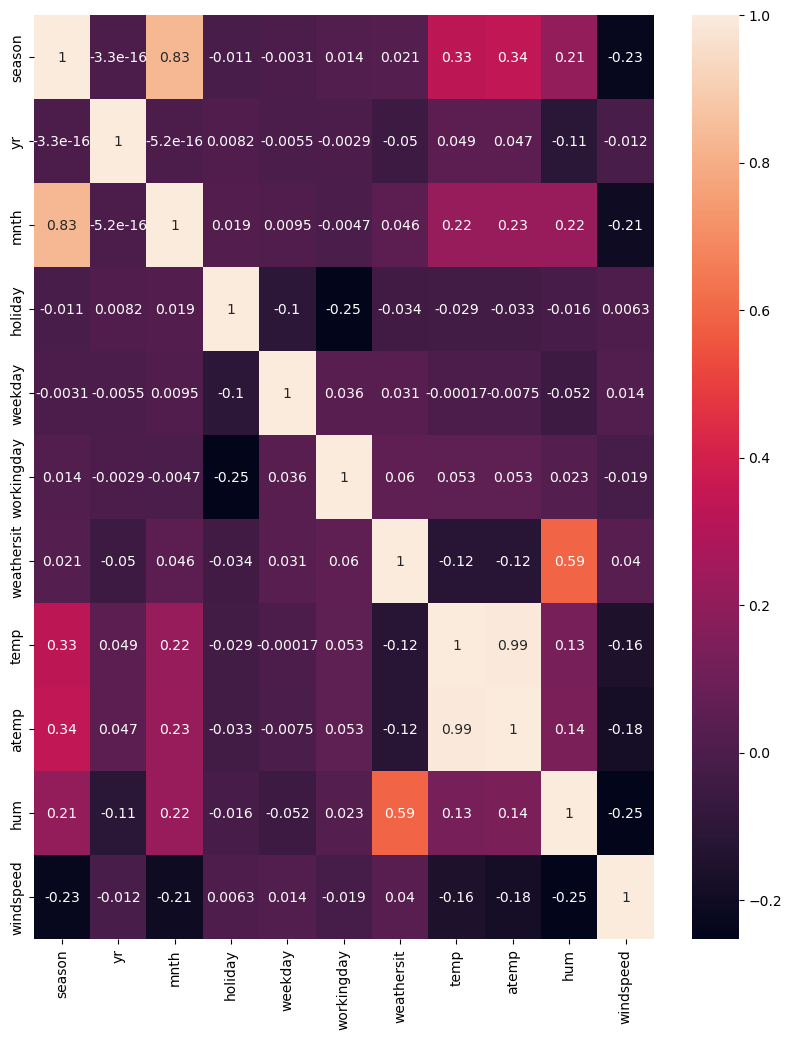 season 1 -3.3e-16 0.83 -0.011 -0.0031 0.014 0.021 0.33 0.34 0.21 -0.23
yr -3.3e-16 1 -5.2e-16 0.0082 -0.0055 -0.0029 -0.05 0.049 0.047 -0.11 -0.012
mnth 0.83 -5.2e-16 1 0.019 0.0095 -0.0047 0.046 0.22 0.23 0.22 -0.21
holiday -0.011 0.0082 0.019 1 -0.1 -0.25 -0.034 -0.029 -0.033 -0.016 0.0063
weekday -0.0031 -0.0055 0.0095 -0.1 1 0.036 0.031 -0.00017 -0.0075 -0.052 0.014
workingday 0.014 -0.0029 -0.0047 -0.25 0.036 1 0.06 0.053 0.053 0.023 -0.019
weathersit 0.021 -0.05 0.046 -0.034 0.031 0.06 1 -0.12 -0.12 0.59 0.04
temp 0.33 0.049 0.22 -0.029 -0.00017 0.053 -0.12 1 0.99 0.13 -0.16
atemp 0.34 0.047 0.23 -0.033 -0.0075 0.053 -0.12 0.99 1 0.14 -0.18
hum 0.21 -0.11 0.22 -0.016 -0.052 0.023 0.59 0.13 0.14 1 -0.25
windspeed -0.23 -0.012 -0.21 0.0063 0.014 -0.019 0.04 -0.16 -0.18 -0.25 1
season yr mnth holiday weekday workingday weathersit temp atemp hum windspeed
1.0
0.8
0.6
0.4
0.2
0.0
−0.2